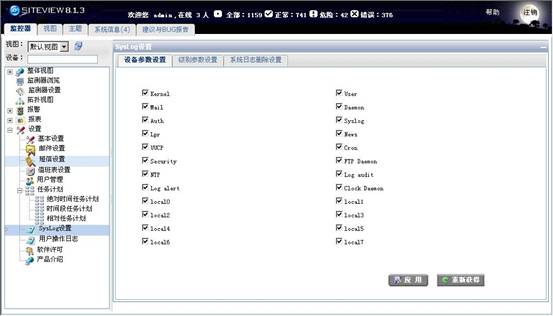 SITEVIEW 8.1.3
欢迎您 admin, 在线 3 人 全部：1159 正常：741 危险：42 错误：376
帮助 注销
监控器 视图 主题 系统信息(4) 建议与BUG报告
视图： 默认视图
设备：
整体视图
监测器浏览
监测器设置
拓扑视图
报警
报表
设置
基本设置
邮件设置
短信设置
值班表设置
用户管理
任务计划
绝对时间任务计划
时间段任务计划
相对任务计划
SysLog设置
用户操作日志
软件许可
产品介绍
SysLog设置
设备参数设置 级别参数设置 系统日志删除设置
Kernel User
Mail Daemon
Auth Syslog
Lpr News
UUCP Cron
Security FTP Daemon
NTP Log audit
Log alert Clock Daemon
local0 local1
local2 local3
local4 local5
local6 local7
应 用 重新获得